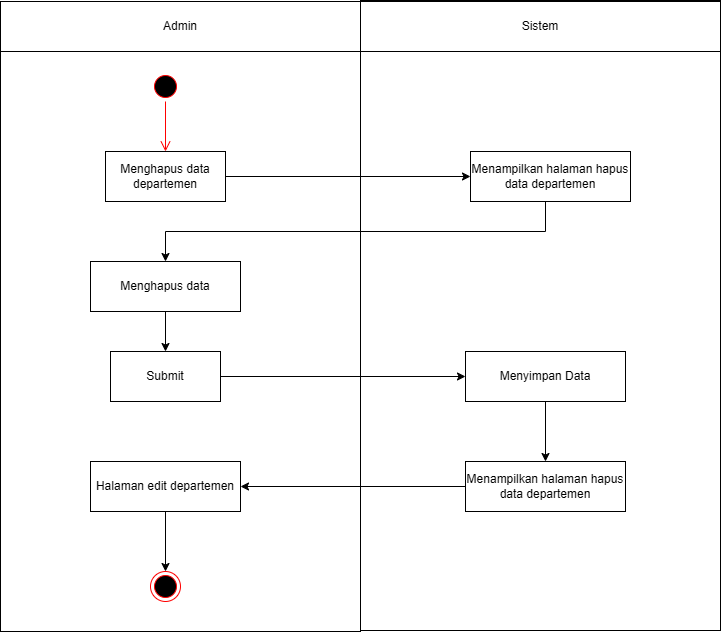 Admin
Sistem
Menghapus data
departemen
Menampilkan halaman hapus
data departemen
Menghapus data
Submit
Menyimpan Data
Halaman edit departemen
Menampilkan halaman hapus
data departemen